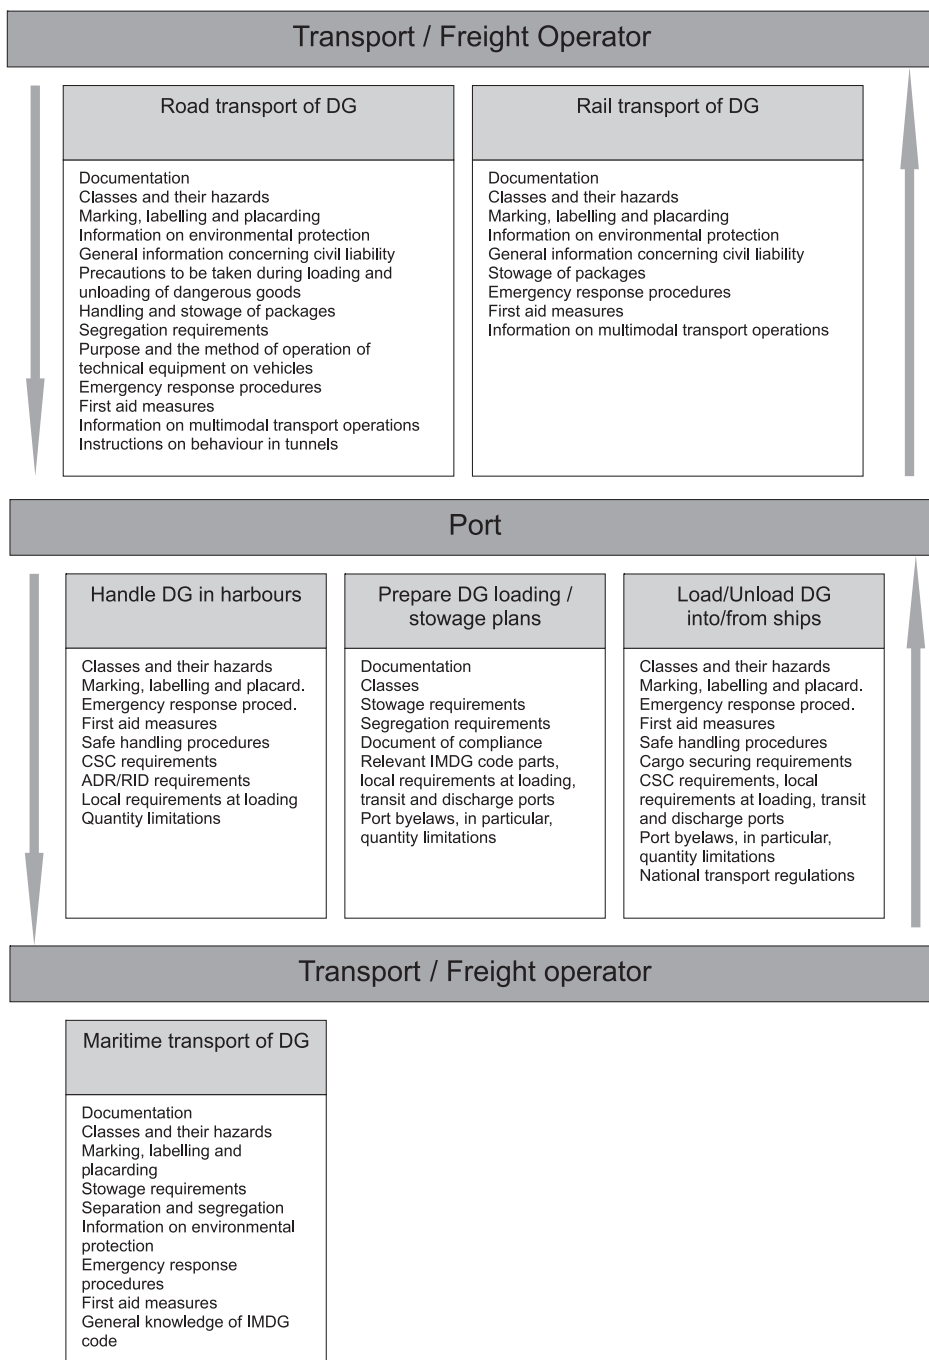 Transport / Freight Operator
Road transport of DG
Documentation
Classes and their hazards
Marking, labelling and placarding
Information on environmental protection
General information concerning civil liability
Precautions to be taken during loading and
unloading of dangerous goods
Handling and stowage of packages
Segregation requirements
Purpose and the method of operation of
technical equipment on vehicles
Emergency response procedures
First aid measures
Information on multimodal transport operations
Instructions on behaviour in tunnels
Rail transport of DG
Documentation
Classes and their hazards
Marking, labelling and placarding
Information on environmental protection
General information concerning civil liability
Stowage of packages
Emergency response procedures
First aid measures
Information on multimodal transport operations
Port
Handle DG in harbours
Classes and their hazards
Marking, labelling and placard.
Emergency response proced.
First aid measures
Safe handling procedures
CSC requirements
ADR/RID requirements
Local requirements at loading
Quantity limitations
Prepare DG loading /
stowage plans
Documentation
Classes
Stowage requirements
Segregation requirements
Document of compliance
Relevant IMDG code parts,
local requirements at loading,
transit and discharge ports
Port byelaws, in particular,
quantity limitations
Load/Unload DG
into/from ships
Classes and their hazards
Marking, labelling and placard.
Emergency response proced.
First aid measures
Safe handling procedures
Cargo securing requirements
CSC requirements, local
requirements at loading, transit
and discharge ports
Port byelaws, in particular,
quantity limitations
National transport regulations
Transport / Freight operator
Maritime transport of DG
Documentation
Classes and their hazards
Marking, labelling and
placarding
Stowage requirements
Separation and segregation
Information on environmental
protection
Emergency response
procedures
First aid measures
General knowledge of IMDG
code